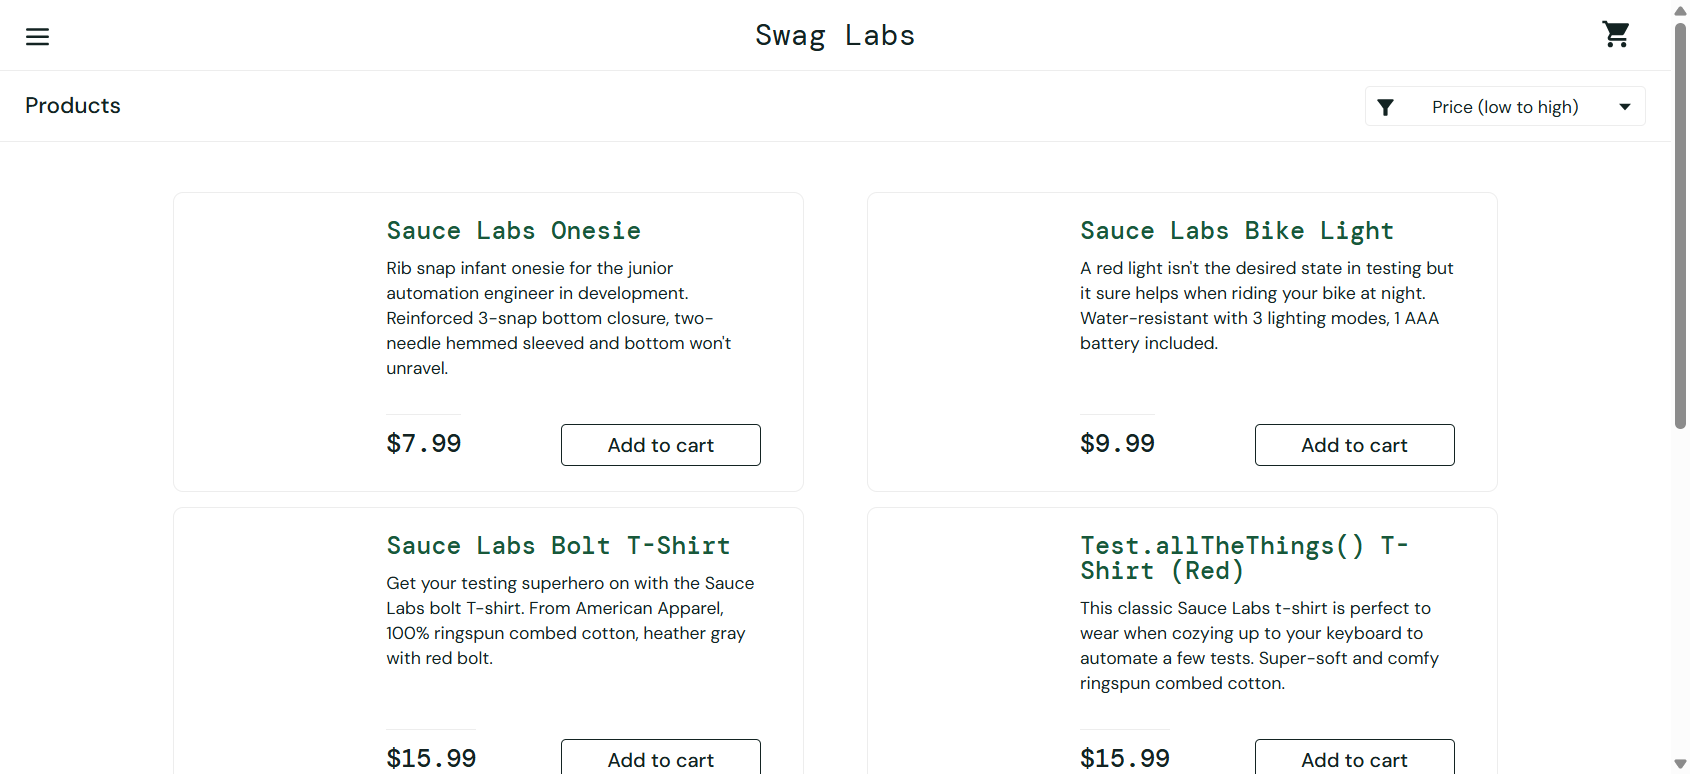 Swag Labs
Products
Price (low to high)
Sauce Labs Onesie
Rib snap infant onesie for the junior
automation engineer in development.
Reinforced 3-snap bottom closure, two-
needle hemmed sleeved and bottom won't
unravel.
$7.99
Add to cart
Sauce Labs Bike Light
A red light isn't the desired state in testing but
it sure helps when riding your bike at night.
Water-resistant with 3 lighting modes, 1 AAA
battery included.
$9.99
Add to cart
Sauce Labs Bolt T-Shirt
Get your testing superhero on with the Sauce
Labs bolt T-shirt. From American Apparel,
100% ringspun combed cotton, heather gray
with red bolt.
$15.99
Add to cart
Test.allTheThings() T-
Shirt (Red)
This classic Sauce Labs t-shirt is perfect to
wear when cozying up to your keyboard to
automate a few tests. Super-soft and comfy
ringspun combed cotton.
$15.99
Add to cart